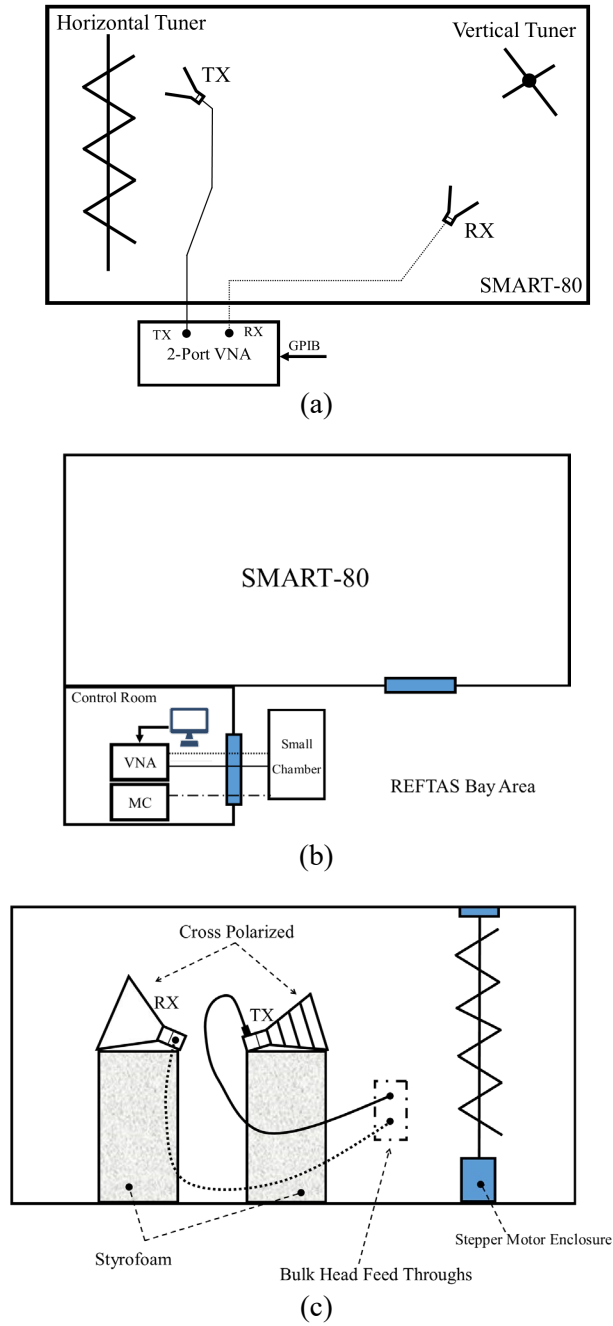 Horizontal Tuner
Vertical Tuner
TX
RX
SMART-80
TX
RX
2-Port VNA
GPIB
(a)
SMART-80
Control Room
VNA
MC
Small
Chamber
REFTAS Bay Area
(b)
Cross Polarized
RX
TX
Styrofoam
Stepper Motor Enclosure
Bulk Head Feed Throughs
(c)